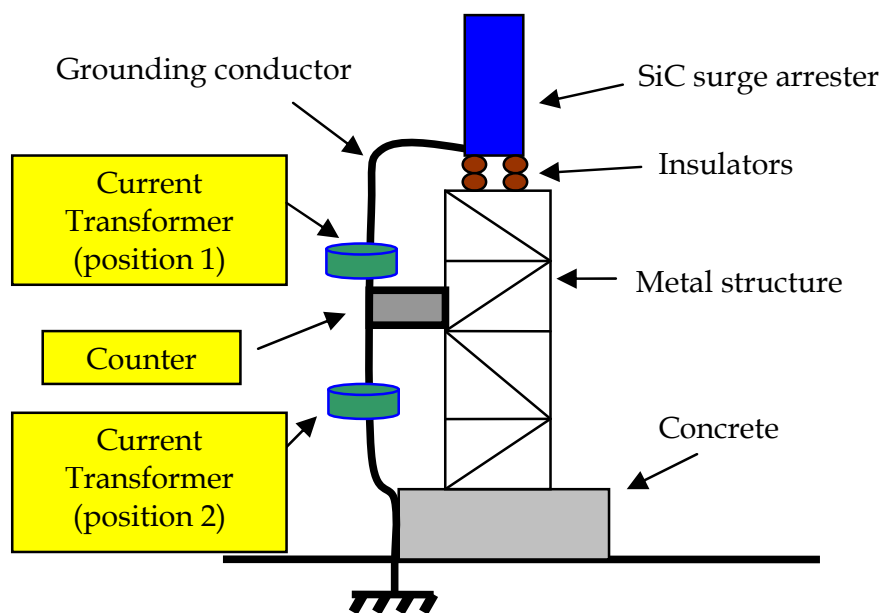 Grounding conductor
SiC surge arrester
Insulators
Current
Transformer
(position 1)
Metal structure
Counter
Current
Transformer
(position 2)
Concrete